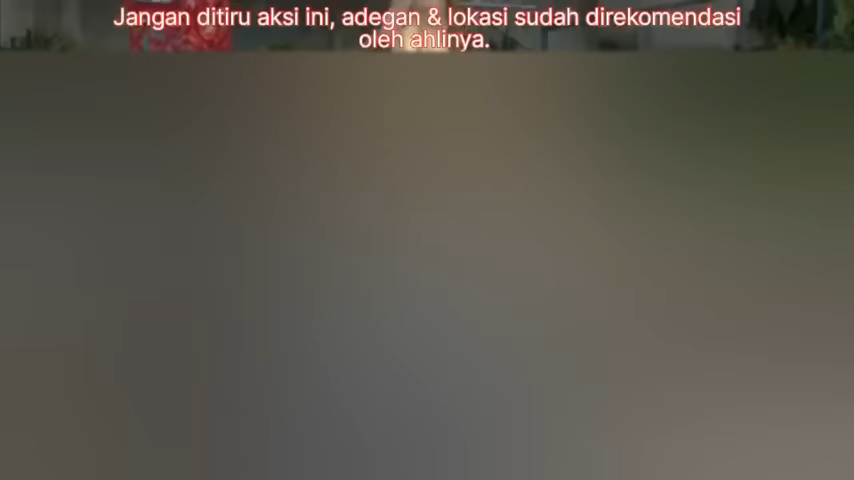 Jangan ditiru aksi ini, adegan & lokasi sudah direkomendasi
oleh ahlinya.